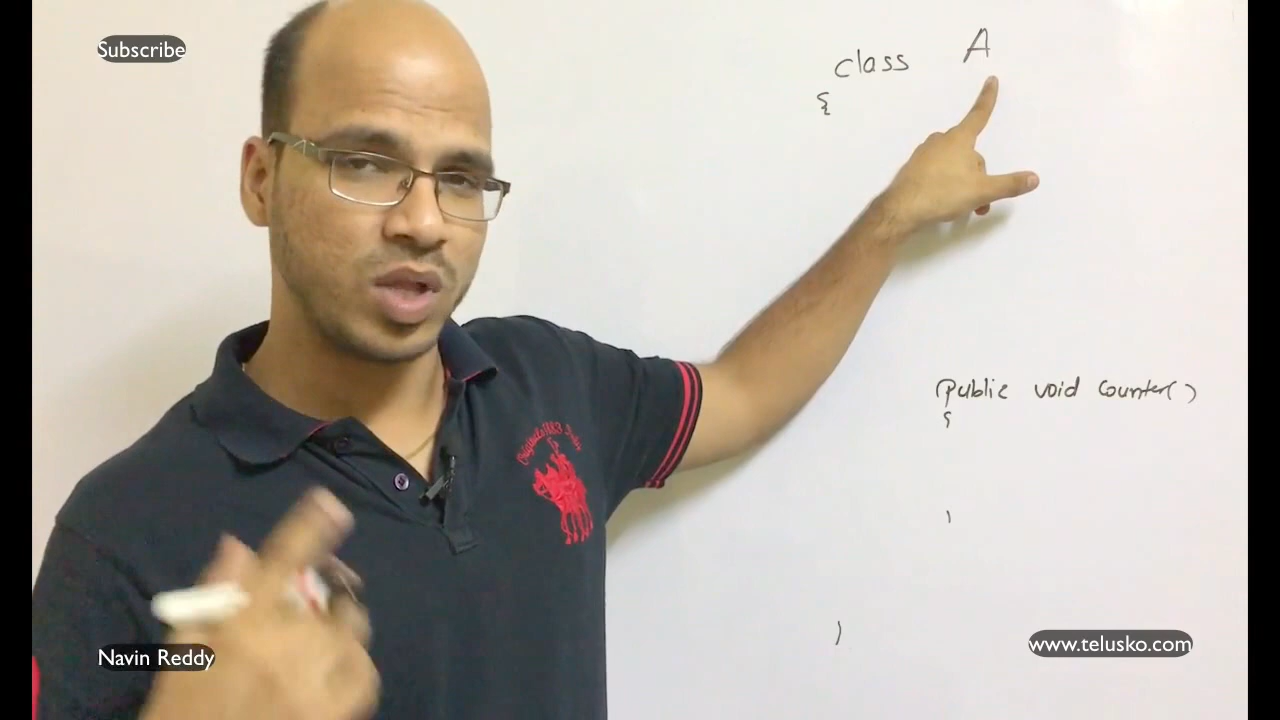 Subscribe
class A
{
public void counter()
{
}
}
Navin Reddy
www.telusko.com